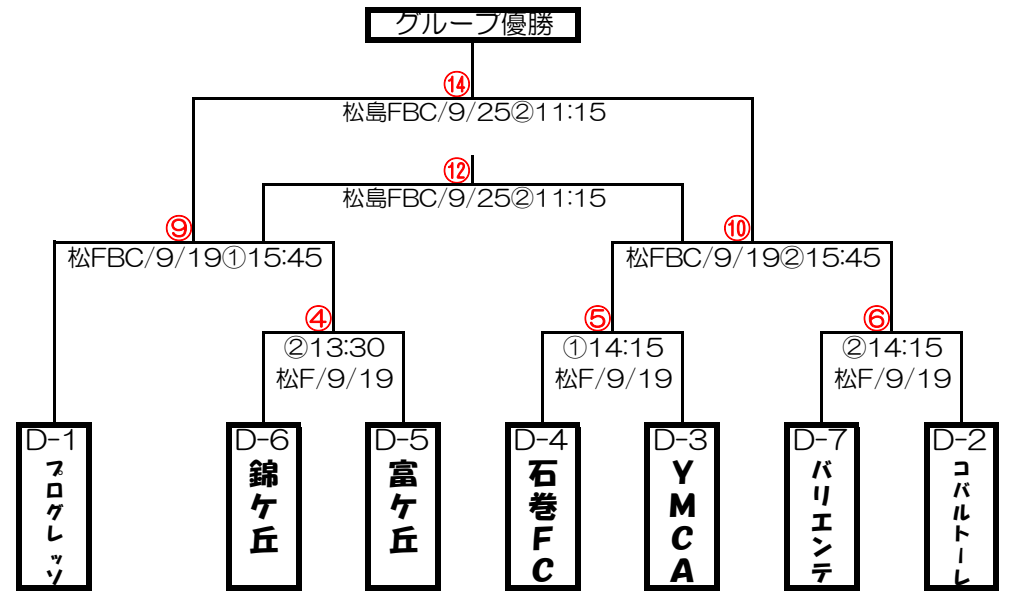 グループ優勝
⑭
松島FBC/9/25②11:15
⑫
松島FBC/9/25②11:15
⑨
⑩
松FBC/9/19①15:45
松FBC/9/19②15:45
④
⑤
⑥
②13:30
松F/9/19
①14:15
松F/9/19
②14:15
松F/9/19
D-1
プログレッソ
D-6
錦ケ丘
D-5
富ケ丘
D-4
石巻FC
D-3
YMCA
D-7
バリエンテ
D-2
コバルトーレ